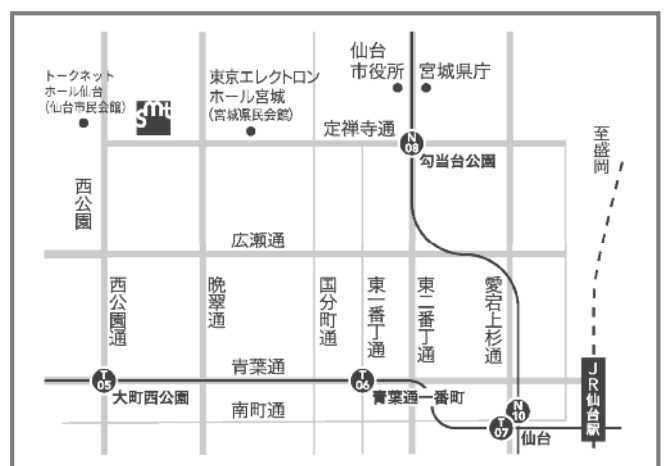 仙台
市役所
宮城県庁
トークネット
ホール仙台
(仙台市民会館)
smt
東京エレクトロン
ホール宮城
(宮城県民会館)
定禅寺通
N
08
勾当台公園
至盛岡
西公園
広瀬通
西公園通
晩翠通
国分町通
東一番丁通
東二番丁通
愛宕上杉通
青葉通
T
05
大町西公園
T
06
青葉通一番町
南町通
N
10
T
07
仙台
JR仙台駅